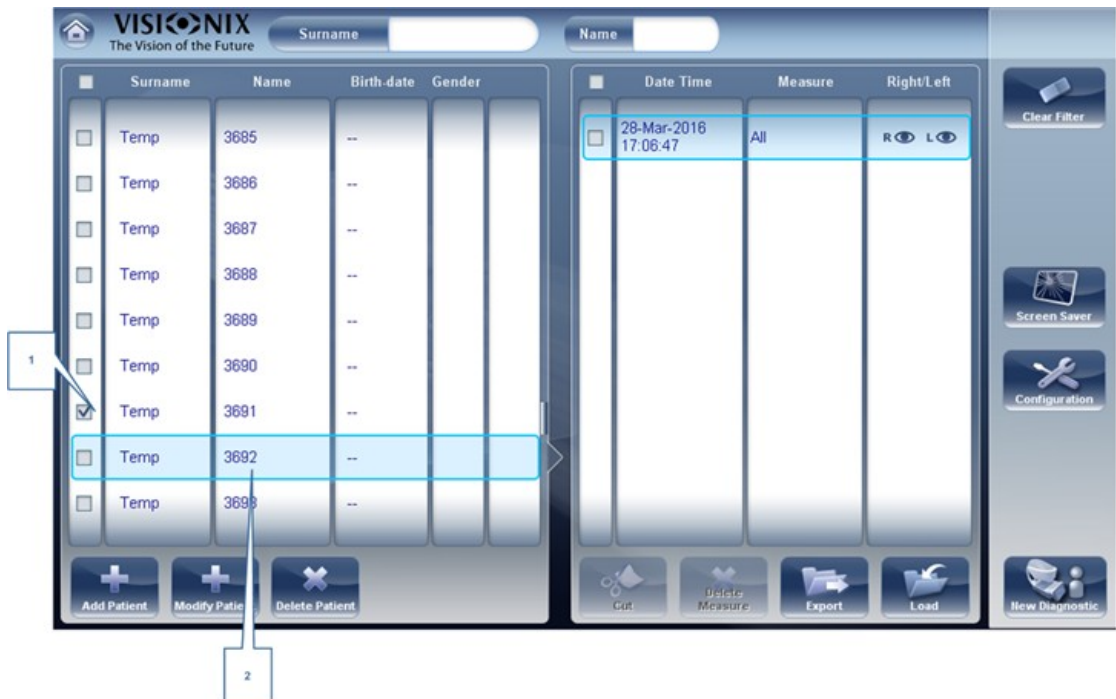 VISIONIX
The Vision of the Future
Surname
Name
Surname Name Birth-date Gender
Temp 3685 --
Temp 3686 --
Temp 3687 --
Temp 3688 --
Temp 3689 --
Temp 3690 --
Temp 3691 --
Temp 3692 --
Temp 3693 --
1
2
Add Patient
Modify Patie
Delete Patient
Date Time Measure Right/Left
28-Mar-2016
17:06:47
All
R L
Cut
Delete
Measure
Export
Load
Clear Filter
Screen Saver
Configuration
New Diagnostic